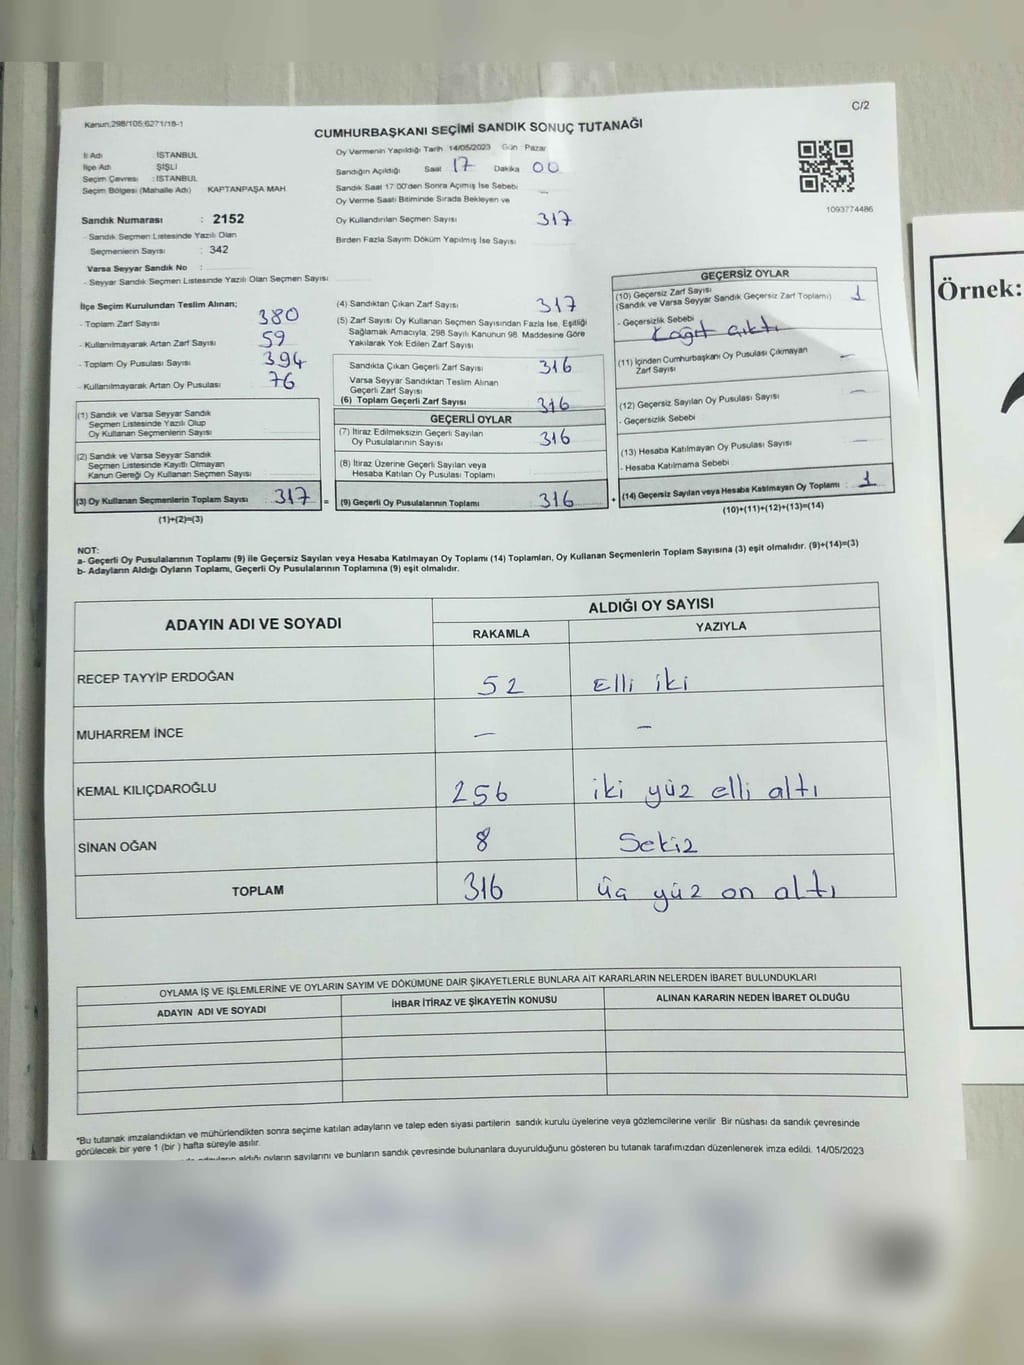 C/2
Kanun:298/105;6271/18-1
CUMHURBAŞKANI SEÇİMİ SANDIK SONUÇ TUTANAĞI
İl Adı : İSTANBUL
İlçe Adı : ŞİŞLİ
Seçim Çevresi : İSTANBUL
Seçim Bölgesi (Mahalle Adı) KAPTANPAŞA MAH
Sandık Numarası : 2152
- Sandık Seçmen Listesinde Yazılı Olan
Seçmenlerin Sayısı : 342
Varsa Seyyar Sandık No :
- Seyyar Sandık Seçmen Listesinde Yazılı Olan Seçmen Sayısı
Oy Vermenin Yapıldığı Tarih 14/05/2023 Gün Pazar
Sandığın Açıldığı Saat 17 Dakika 00
Sandık Saat 17:00'den Sonra Açımış İse Sebebi
Oy Verme Saati Bitiminde Sırada Bekleyen ve
Oy Kullandırılan Seçmen Sayısı 317
Birden Fazla Sayım Döküm Yapılmış İse Sayısı
1093774486
İlçe Seçim Kurulundan Teslim Alınan;
- Toplam Zarf Sayısı 380
- Kullanılmayarak Artan Zarf Sayısı 59
- Toplam Oy Pusulası Sayısı 394
- Kullanılmayarak Artan Oy Pusulası 76
(1) Sandık ve Varsa Seyyar Sandık
Seçmen Listesinde Yazılı Olup
Oy Kullanan Seçmenlerin Sayısı
(2) Sandık ve Varsa Seyyar Sandık
Seçmen Listesinde Kayıtlı Olmayan
Kanun Gereği Oy Kullanan Seçmen Sayısı
(3) Oy Kullanan Seçmenlerin Toplam Sayısı 317 =
(1)+(2)=(3)
(4) Sandıktan Çıkan Zarf Sayısı 317
(5) Zarf Sayısı Oy Kullanan Seçmen Sayısından Fazla İse, Eşitliği
Sağlamak Amacıyla, 298 Sayılı Kanunun 98. Maddesine Göre
Yakılarak Yok Edilen Zarf Sayısı
Sandıkta Çıkan Geçerli Zarf Sayısı 316
Varsa Seyyar Sandıktan Teslim Alınan
Geçerli Zarf Sayısı
(6) Toplam Geçerli Zarf Sayısı 316
GEÇERLİ OYLAR
(7) İtiraz Edilmeksizin Geçerli Sayılan
Oy Pusulalarının Sayısı 316
(8) İtiraz Üzerine Geçerli Sayılan veya
Hesaba Katılan Oy Pusulası Toplamı
(9) Geçerli Oy Pusulalarının Toplamı 316 +
GEÇERSİZ OYLAR
(10) Geçersiz Zarf Sayısı
(Sandık ve Varsa Seyyar Sandık Geçersiz Zarf Toplamı) 1
- Geçersizlik Sebebi
Kağıt çıktı
(11) İçinden Cumhurbaşkanı Oy Pusulası Çıkmayan
Zarf Sayısı —
(12) Geçersiz Sayılan Oy Pusulası Sayısı —
- Geçersizlik Sebebi
(13) Hesaba Katılmayan Oy Pusulası Sayısı —
- Hesaba Katılmama Sebebi
(14) Geçersiz Sayılan veya Hesaba Katılmayan Oy Toplamı : 1
(10)+(11)+(12)+(13)=(14)
NOT:
a- Geçerli Oy Pusulalarının Toplamı (9) ile Geçersiz Sayılan veya Hesaba Katılmayan Oy Toplamı (14) Toplamları, Oy Kullanan Seçmenlerin Toplam Sayısına (3) eşit olmalıdır. (9)+(14)=(3)
b- Adayların Aldığı Oyların Toplamı, Geçerli Oy Pusulalarının Toplamına (9) eşit olmalıdır.
ADAYIN ADI VE SOYADI
ALDIĞI OY SAYISI
RAKAMLA YAZIYLA
RECEP TAYYİP ERDOĞAN 52 Elli iki
MUHARREM İNCE — —
KEMAL KILIÇDAROĞLU 256 iki yüz elli altı
SİNAN OĞAN 8 Sekiz
TOPLAM 316 üç yüz on altı
OYLAMA İŞ VE İŞLEMLERİNE VE OYLARIN SAYIM VE DÖKÜMÜNE DAİR ŞİKAYETLERLE BUNLARA AİT KARARLARIN NELERDEN İBARET BULUNDUKLARI
ADAYIN ADI VE SOYADI İHBAR İTİRAZ VE ŞİKAYETİN KONUSU ALINAN KARARIN NEDEN İBARET OLDUĞU
*Bu tutanak imzalandıktan ve mühürlendikten sonra seçime katılan adayların ve talep eden siyasi partilerin sandık kurulu üyelerine veya gözlemcilerine verilir Bir nüshası da sandık çevresinde
görülecek bir yere 1 (bir ) hafta süreyle asılır.
aldığı oyların sayılarını ve bunların sandık çevresinde bulunanlara duyurulduğunu gösteren bu tutanak tarafımızdan düzenlenerek imza edildi. 14/05/2023
Örnek: